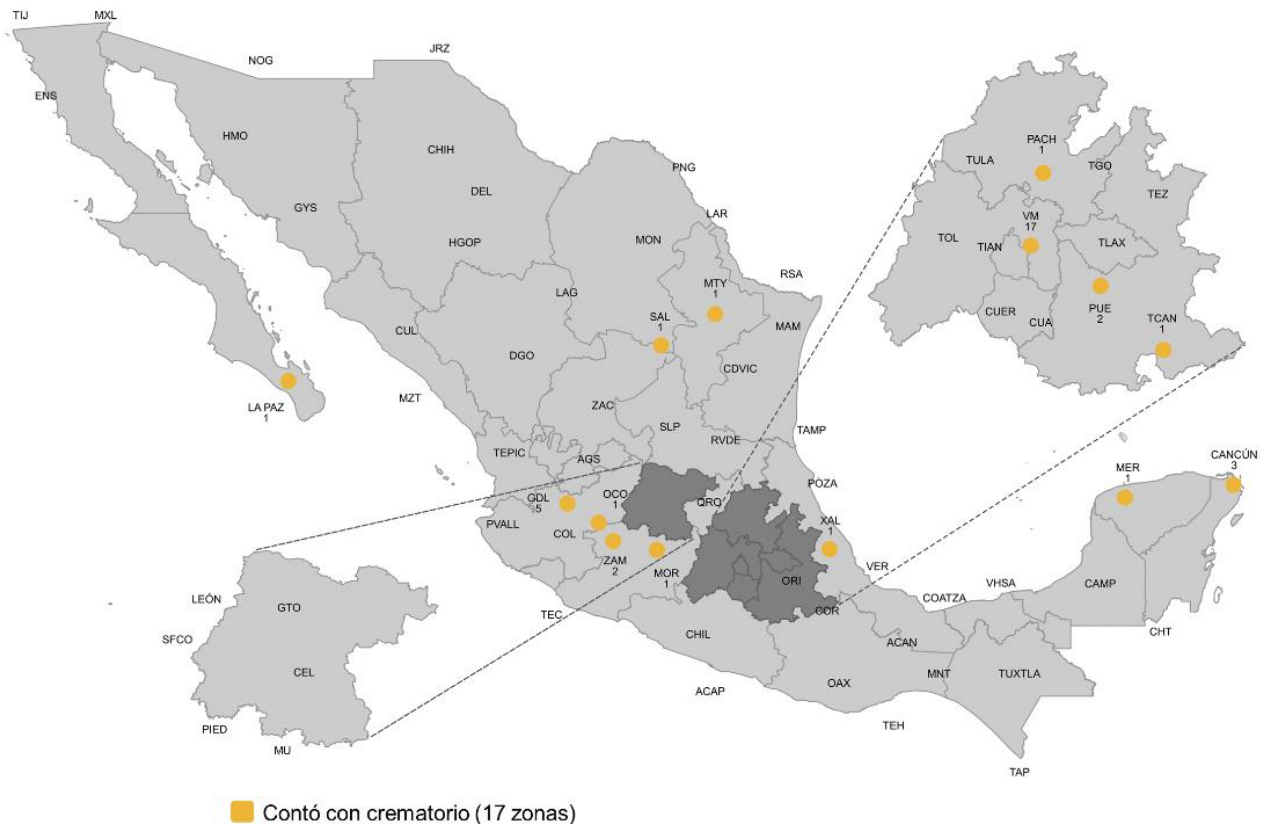 TIJ
MXL
NOG
JRZ
ENS
HMO
CHIH
PNG
DEL
GYS
LAR
HGOP
MON
RSA
LAG
MTY
1
SAL
1
CUL
MAM
DGO
CDVIC
MZT
LA PAZ
1
ZAC
SLP
TAMP
RVDE
TEPIC
AGS
POZA
GDL
5
OCO
1
QRO
PVALL
COL
XAL
1
ZAM
2
MOR
1
VER
ORI
COR
TEC
CHIL
ACAP
COATZA
VHSA
ACAN
MNT
OAX
TUXTLA
TEH
TAP
CAMP
CHT
MER
1
CANCÚN
3
PACH
1
TULA
TGO
TEZ
VM
17
TOL
TIAN
TLAX
CUER
CUA
PUE
2
TCAN
1
LEÓN
GTO
SFCO
CEL
PIED
MU
Contó con crematorio (17 zonas)